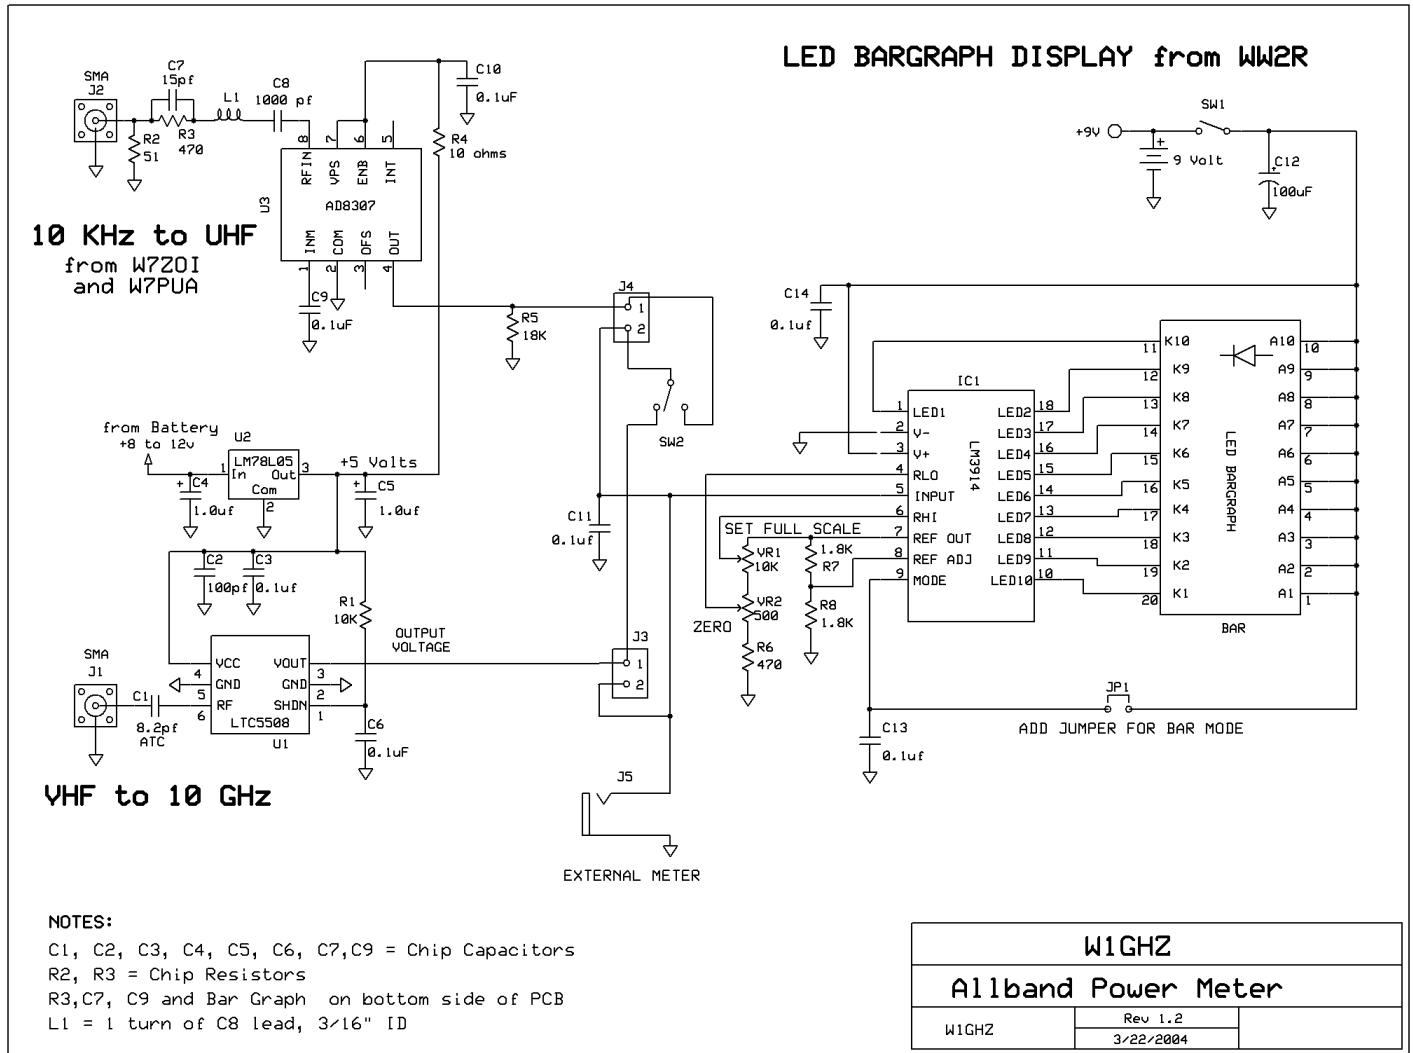 LED BARGRAPH DISPLAY from WW2R
SMA
J2
C7
15pf
R2
51
R3
470
L1
C8
1000 pf
C10
0.1uF
R4
10 ohms
8
7
6
5
RFIN
VPS
ENB
INT
U3
AD8307
INM
COM
OFS
OUT
1
2
3
4
C9
0.1uF
10 KHz to UHF
from W7ZOI
and W7PUA
R5
18K
J4
1
2
SW2
SW1
+9V
+
9 Volt
+
C12
100uF
from Battery
+8 to 12v
U2
LM78L05
1
In
Out
3
Com
2
+5 Volts
+
C4
1.0uf
+
C5
1.0uf
C2
100pf
C3
0.1uf
R1
10K
C11
0.1uf
OUTPUT
VOLTAGE
J3
1
2
SMA
J1
C1
8.2pf
ATC
VCC
VOUT
4
GND
GND
3
5
RF
SHDN
2
6
LTC5508
1
U1
C6
0.1uF
VHF to 10 GHz
J5
EXTERNAL METER
C14
0.1uf
IC1
LM3914
1
LED1
2
V-
3
V+
4
RLO
5
INPUT
6
RHI
7
REF OUT
8
REF ADJ
9
MODE
LED2
18
LED3
17
LED4
16
LED5
15
LED6
14
LED7
13
LED8
12
LED9
11
LED10
10
SET FULL SCALE
VR1
10K
1.8K
R7
VR2
500
ZERO
R8
1.8K
R6
470
11
K10
A10
10
12
K9
A9
9
13
K8
A8
8
14
K7
A7
7
15
K6
A6
6
16
K5
A5
5
17
K4
A4
4
18
K3
A3
3
19
K2
A2
2
20
K1
A1
1
LED BARGRAPH
BAR
JP1
ADD JUMPER FOR BAR MODE
C13
0.1uf
NOTES:
C1, C2, C3, C4, C5, C6, C7,C9 = Chip Capacitors
R2, R3 = Chip Resistors
R3,C7, C9 and Bar Graph on bottom side of PCB
L1 = 1 turn of C8 lead, 3/16" ID
W1GHZ
Allband Power Meter
W1GHZ
Rev 1.2
3/22/2004